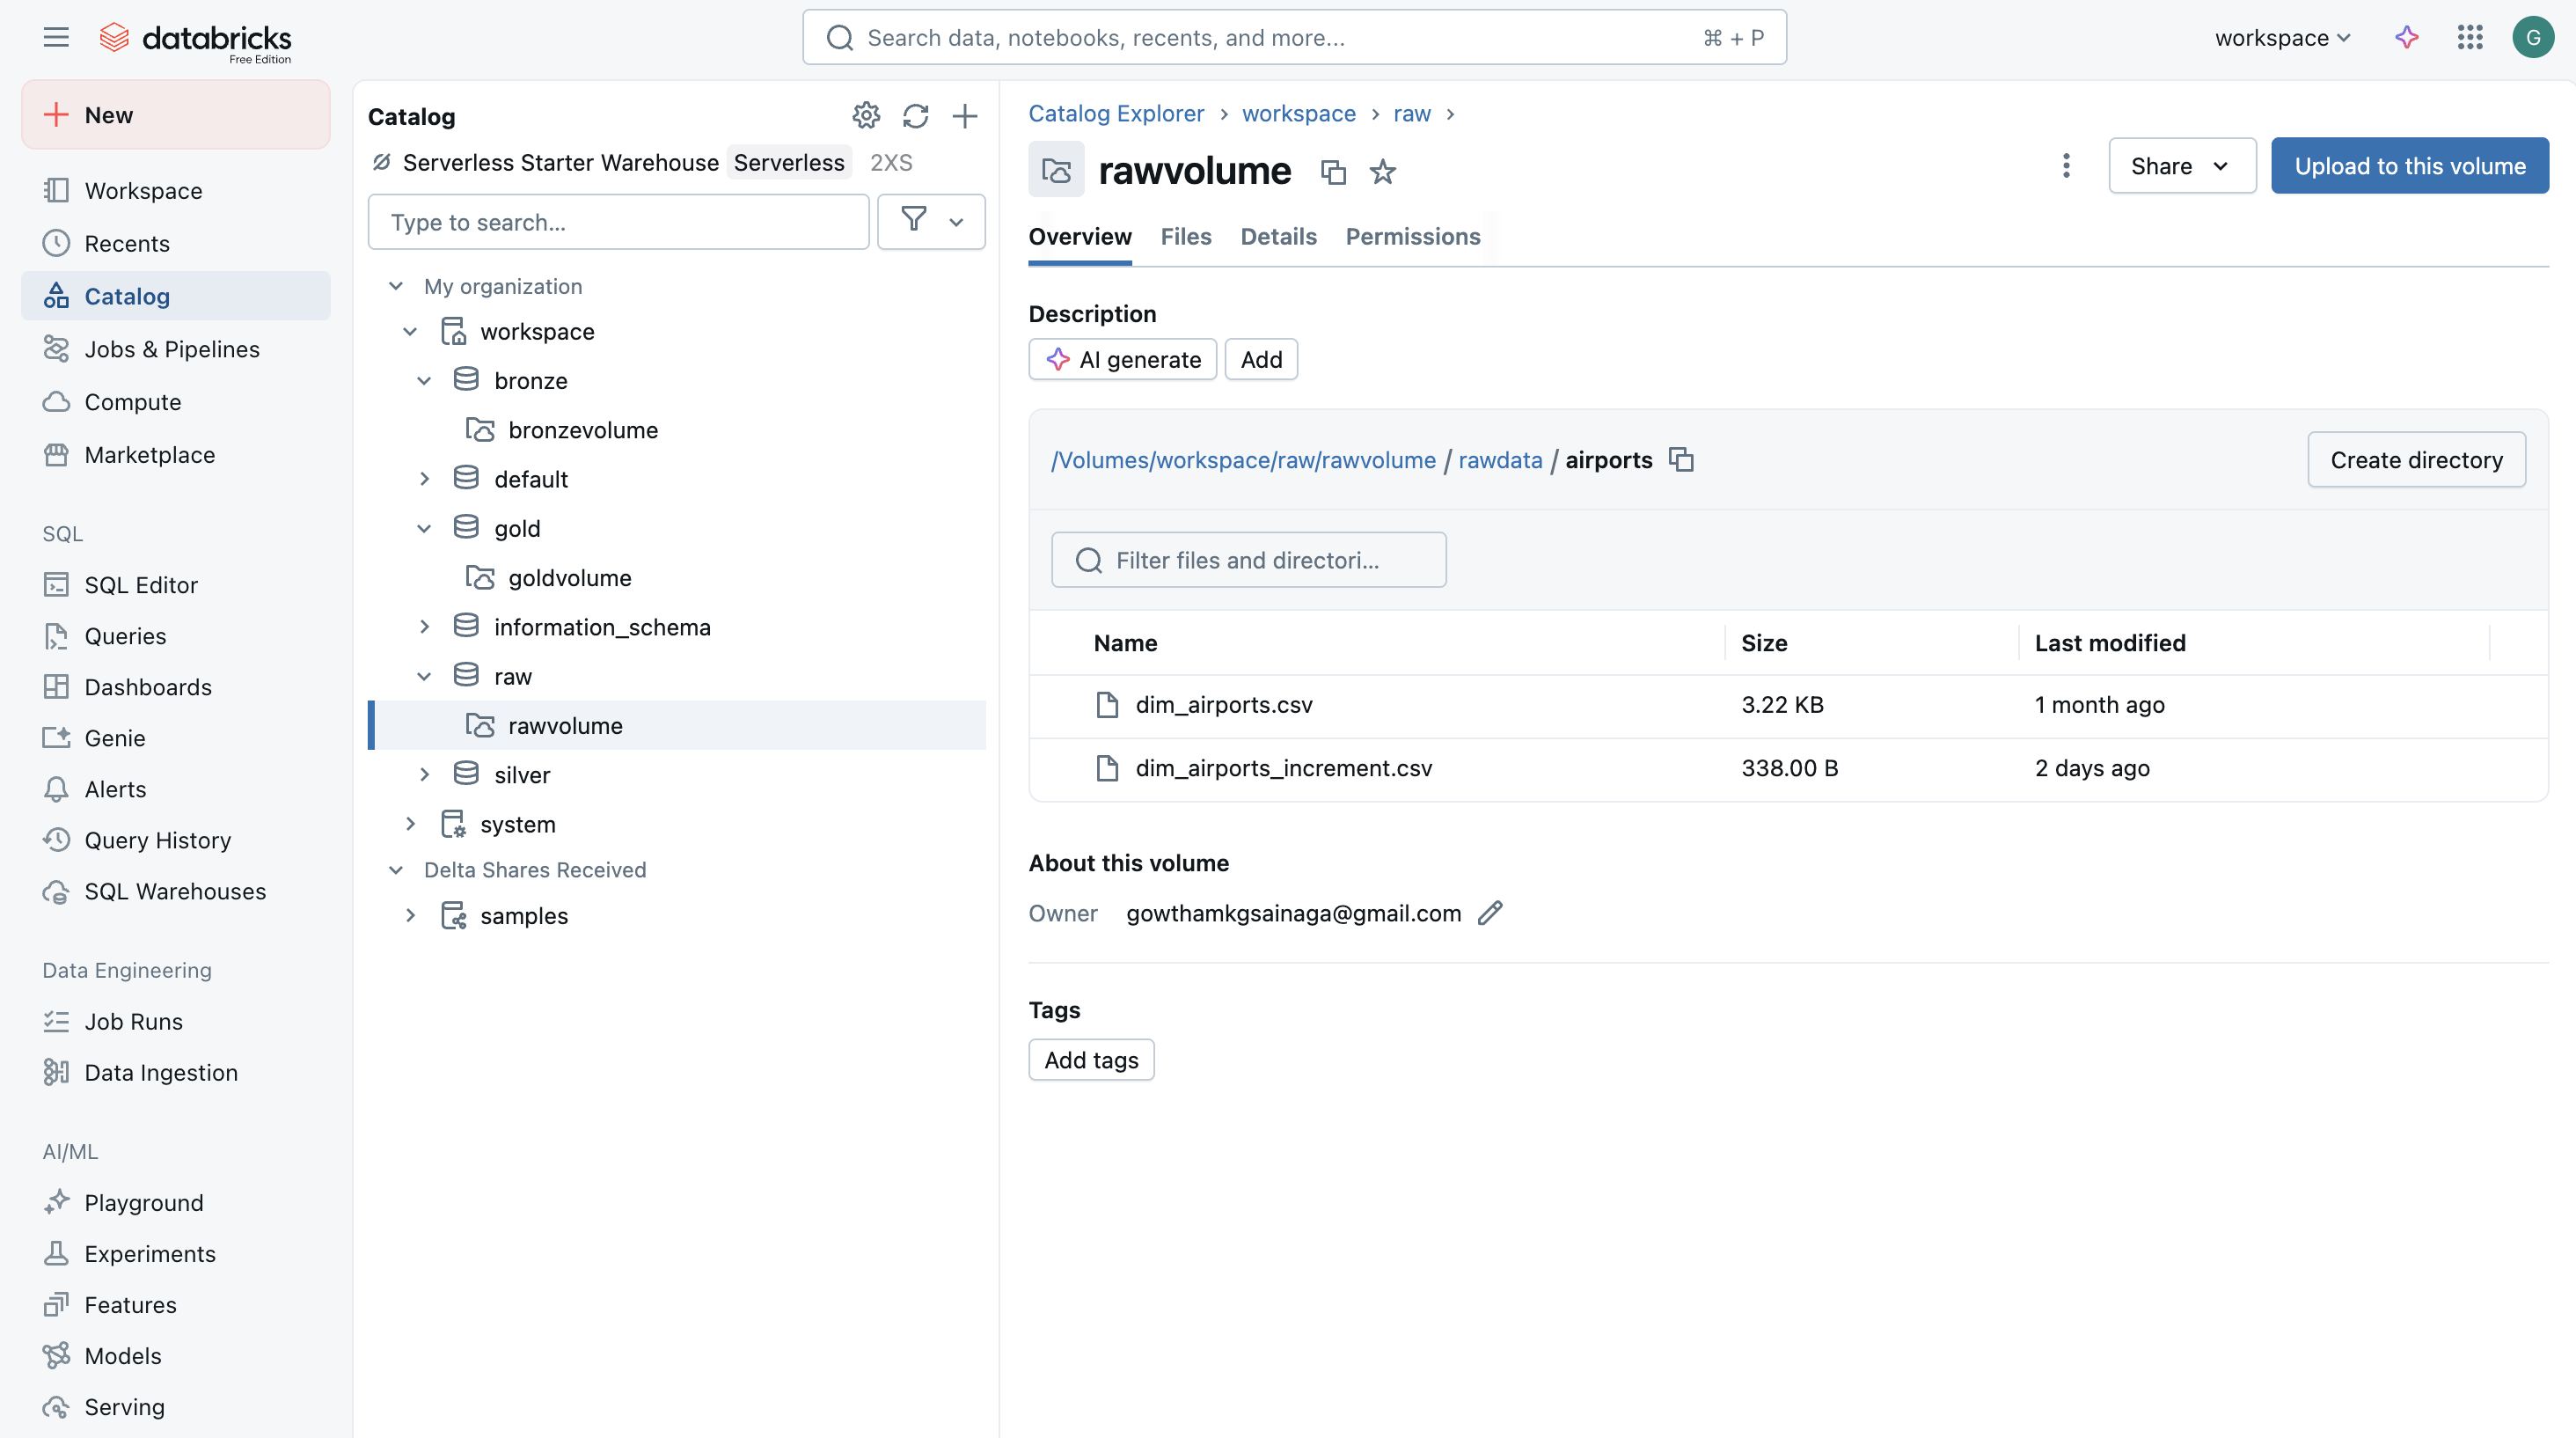 databricks
Free Edition
Search data, notebooks, recents, and more...
⌘ + P
workspace
G
New
Workspace
Recents
Catalog
Jobs & Pipelines
Compute
Marketplace
SQL
SQL Editor
Queries
Dashboards
Genie
Alerts
Query History
SQL Warehouses
Data Engineering
Job Runs
Data Ingestion
AI/ML
Playground
Experiments
Features
Models
Serving
Catalog
Serverless Starter Warehouse Serverless 2XS
Type to search...
My organization
workspace
bronze
bronzevolume
default
gold
goldvolume
information_schema
raw
rawvolume
silver
system
Delta Shares Received
samples
Catalog Explorer › workspace › raw ›
rawvolume
Share
Upload to this volume
Overview Files Details Permissions
Description
AI generate Add
/Volumes/workspace/raw/rawvolume / rawdata / airports
Create directory
Filter files and directori...
Name Size Last modified
dim_airports.csv 3.22 KB 1 month ago
dim_airports_increment.csv 338.00 B 2 days ago
About this volume
Owner gowthamkgsainaga@gmail.com
Tags
Add tags